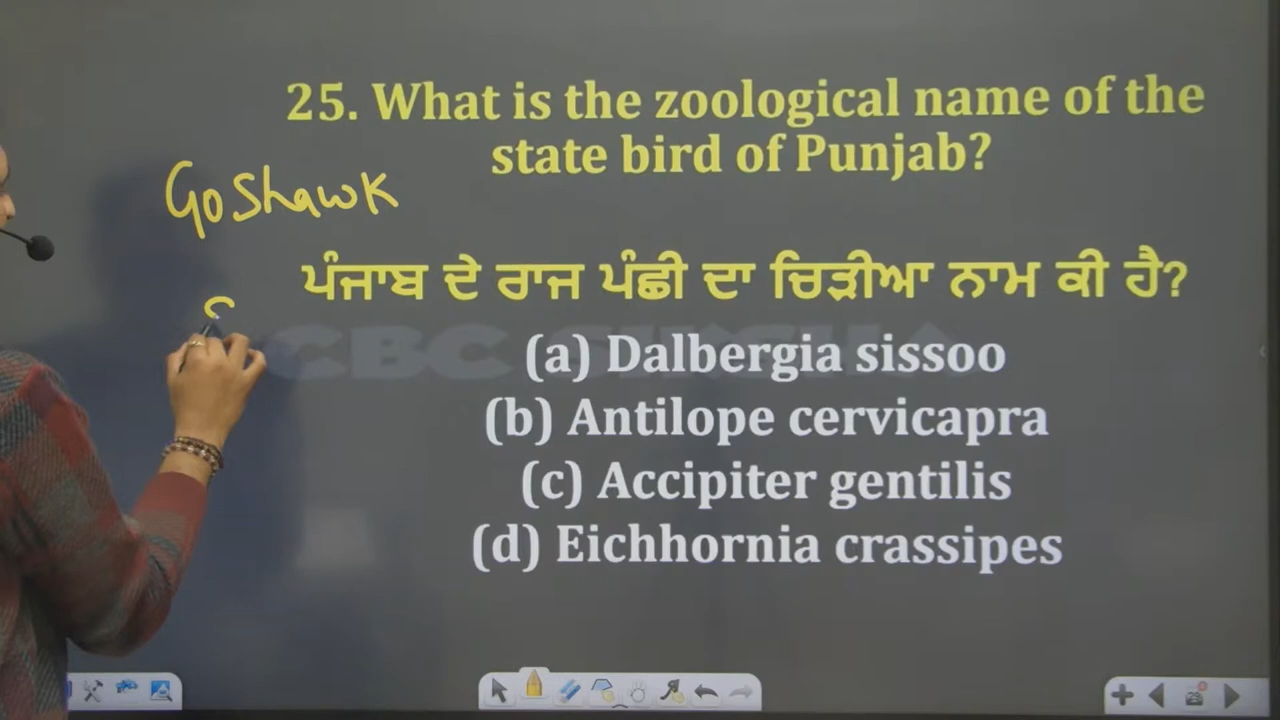 25. What is the zoological name of the
state bird of Punjab?
GoShawK
ਪੰਜਾਬ ਦੇ ਰਾਜ ਪੰਛੀ ਦਾ ਚਿੜੀਆ ਨਾਮ ਕੀ ਹੈ?
CBC
(a) Dalbergia sissoo
(b) Antilope cervicapra
(c) Accipiter gentilis
(d) Eichhornia crassipes